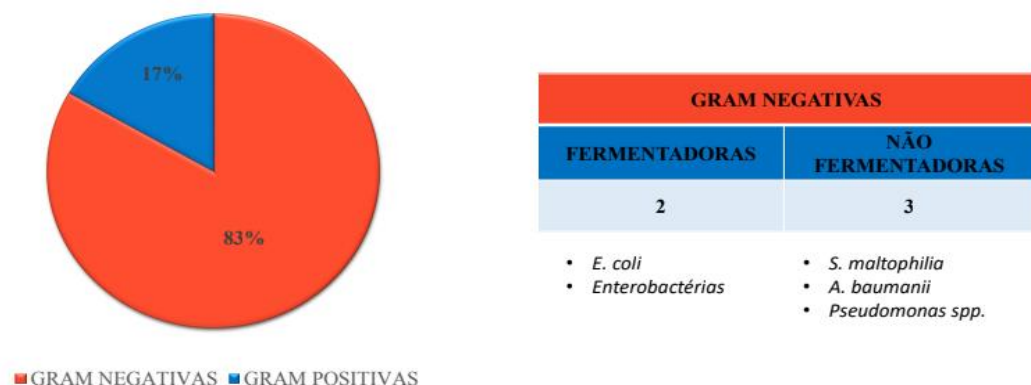 17%
83%
GRAM NEGATIVAS GRAM POSITIVAS
GRAM NEGATIVAS
FERMENTADORAS
NÃO
FERMENTADORAS
2
3
• E. coli
• Enterobactérias
• S. maltophilia
• A. baumanii
• Pseudomonas spp.